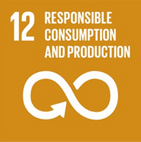 12 RESPONSIBLE
CONSUMPTION
AND PRODUCTION